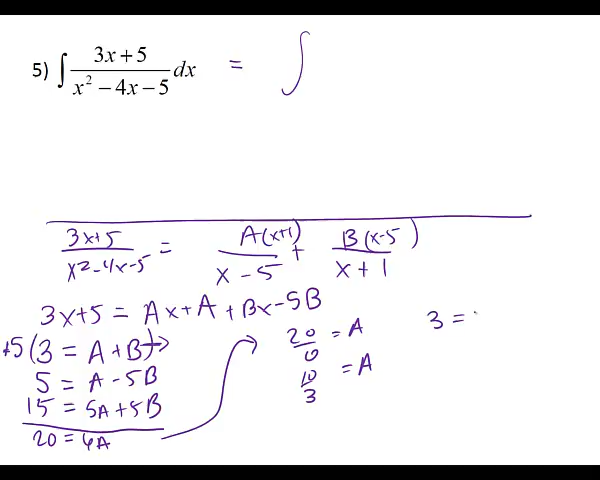 5) ∫ 3x + 5 / x² − 4x − 5 dx = ∫
3x+5 / x²-4x-5 = A(x+1) / x - 5 + B(x-5) / x + 1
3x+5 = Ax+A + Bx-5B
+5(3 = A+B)→
5 = A-5B
15 = 5A+5B
20 = 6A
20/6 = A
10/3 = A
3 =